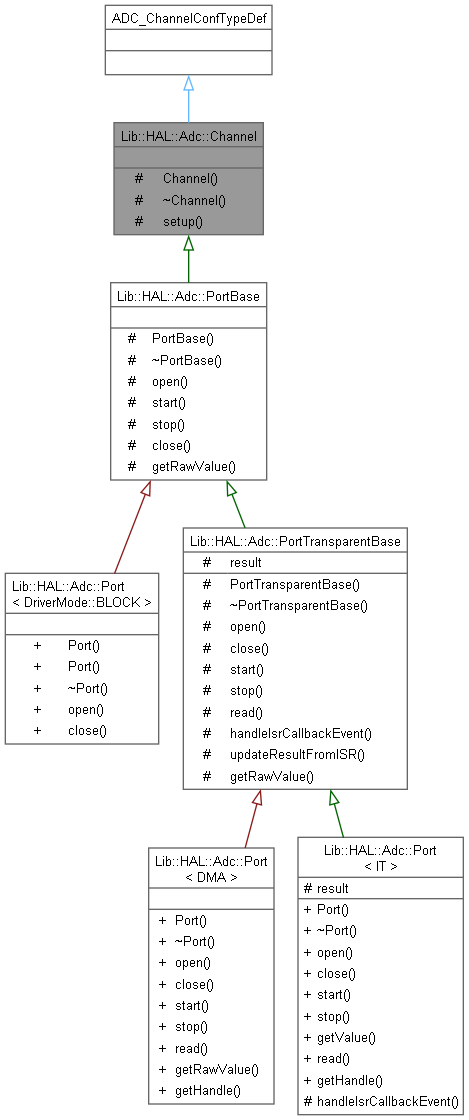 ADC_ChannelConfTypeDef
Lib::HAL::Adc::Channel
# Channel()
# ~Channel()
# setup()
Lib::HAL::Adc::PortBase
# PortBase()
# ~PortBase()
# open()
# start()
# stop()
# close()
# getRawValue()
Lib::HAL::Adc::Port
< DriverMode::BLOCK >
+ Port()
+ Port()
+ ~Port()
+ open()
+ close()
Lib::HAL::Adc::PortTransparentBase
# result
# PortTransparentBase()
# ~PortTransparentBase()
# open()
# close()
# start()
# stop()
# read()
# handleIsrCallbackEvent()
# updateResultFromISR()
# getRawValue()
Lib::HAL::Adc::Port
< DMA >
+ Port()
+ ~Port()
+ open()
+ close()
+ start()
+ stop()
+ read()
+ getRawValue()
+ getHandle()
Lib::HAL::Adc::Port
< IT >
# result
+ Port()
+ ~Port()
+ open()
+ close()
+ start()
+ stop()
+ getValue()
+ read()
+ getHandle()
# handleIsrCallbackEvent()